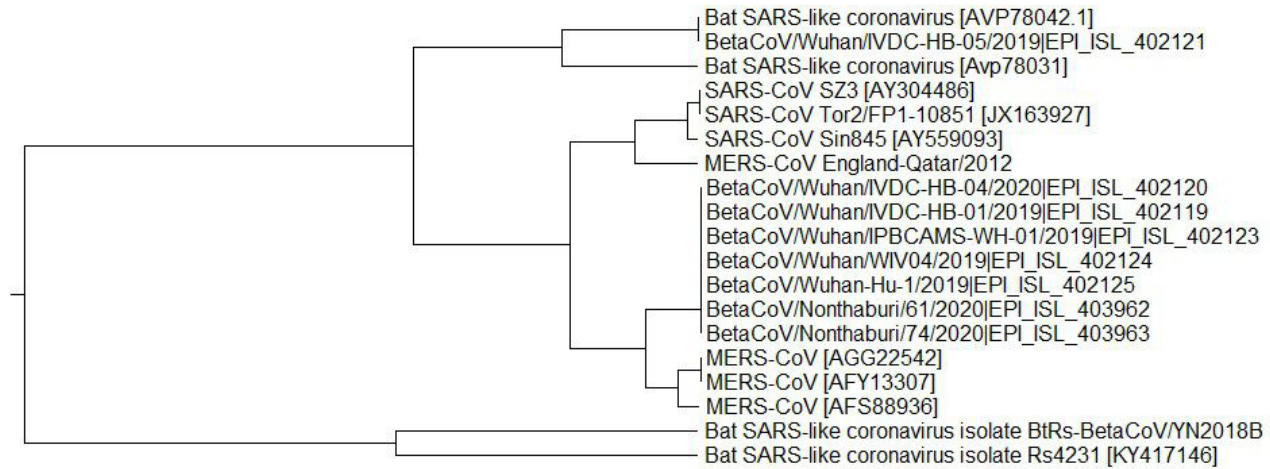 Bat SARS-like coronavirus [AVP78042.1]
BetaCoV/Wuhan/IVDC-HB-05/2019|EPI_ISL_402121
Bat SARS-like coronavirus [Avp78031]
SARS-CoV SZ3 [AY304486]
SARS-CoV Tor2/FP1-10851 [JX163927]
SARS-CoV Sin845 [AY559093]
MERS-CoV England-Qatar/2012
BetaCoV/Wuhan/IVDC-HB-04/2020|EPI_ISL_402120
BetaCoV/Wuhan/IVDC-HB-01/2019|EPI_ISL_402119
BetaCoV/Wuhan/IPBCAMS-WH-01/2019|EPI_ISL_402123
BetaCoV/Wuhan/WIV04/2019|EPI_ISL_402124
BetaCoV/Wuhan-Hu-1/2019|EPI_ISL_402125
BetaCoV/Nonthaburi/61/2020|EPI_ISL_403962
BetaCoV/Nonthaburi/74/2020|EPI_ISL_403963
MERS-CoV [AGG22542]
MERS-CoV [AFY13307]
MERS-CoV [AFS88936]
Bat SARS-like coronavirus isolate BtRs-BetaCoV/YN2018B
Bat SARS-like coronavirus isolate Rs4231 [KY417146]